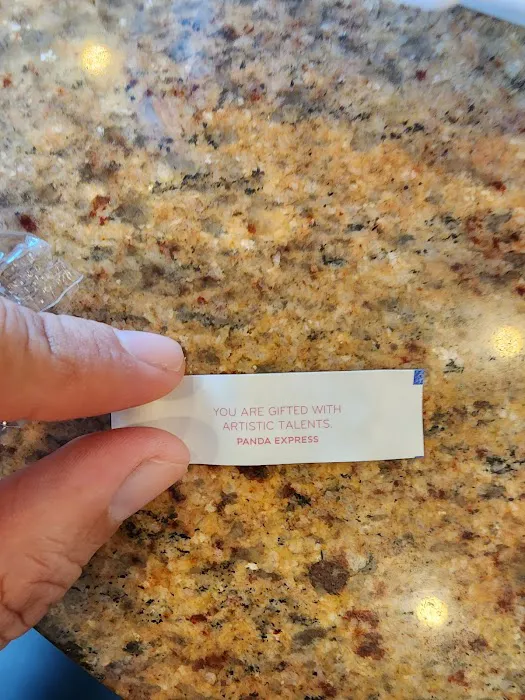 YOU ARE GIFTED WITH
ARTISTIC TALENTS.
PANDA EXPRESS